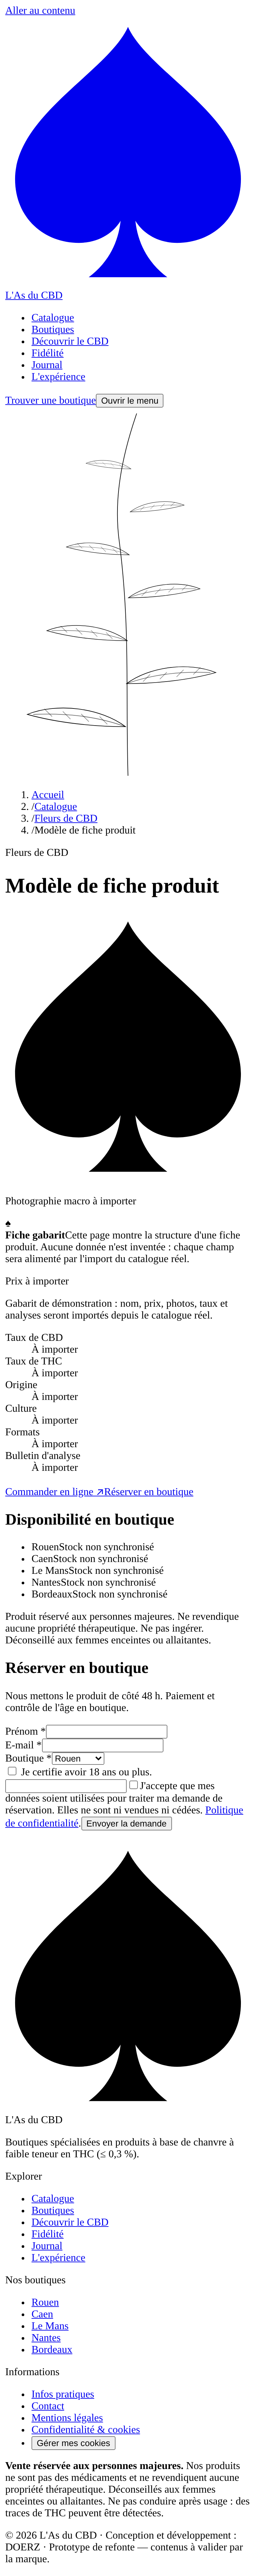 Aller au contenu
L'As du CBD
Catalogue
Boutiques
Découvrir le CBD
Fidélité
Journal
L'expérience
Trouver une boutique Ouvrir le menu
1. Accueil
2. /Catalogue
3. /Fleurs de CBD
4. /Modèle de fiche produit
Fleurs de CBD
Modèle de fiche produit
Photographie macro à importer
♠
Fiche gabaritCette page montre la structure d'une fiche
produit. Aucune donnée n'est inventée : chaque champ
sera alimenté par l'import du catalogue réel.
Prix à importer
Gabarit de démonstration : nom, prix, photos, taux et
analyses seront importés depuis le catalogue réel.
Taux de CBD
À importer
Taux de THC
À importer
Origine
À importer
Culture
À importer
Formats
À importer
Bulletin d'analyse
À importer
Commander en ligne ↗Réserver en boutique
Disponibilité en boutique
RouenStock non synchronisé
CaenStock non synchronisé
Le MansStock non synchronisé
NantesStock non synchronisé
BordeauxStock non synchronisé
Produit réservé aux personnes majeures. Ne revendique
aucune propriété thérapeutique. Ne pas ingérer.
Déconseillé aux femmes enceintes ou allaitantes.
Réserver en boutique
Nous mettons le produit de côté 48 h. Paiement et
contrôle de l'âge en boutique.
Prénom *
E-mail *
Boutique * Rouen
Je certifie avoir 18 ans ou plus.
J'accepte que mes
données soient utilisées pour traiter ma demande de
réservation. Elles ne sont ni vendues ni cédées. Politique
de confidentialité. Envoyer la demande
L'As du CBD
Boutiques spécialisées en produits à base de chanvre à
faible teneur en THC (≤ 0,3 %).
Explorer
Catalogue
Boutiques
Découvrir le CBD
Fidélité
Journal
L'expérience
Nos boutiques
Rouen
Caen
Le Mans
Nantes
Bordeaux
Informations
Infos pratiques
Contact
Mentions légales
Confidentialité & cookies
Gérer mes cookies
Vente réservée aux personnes majeures. Nos produits
ne sont pas des médicaments et ne revendiquent aucune
propriété thérapeutique. Déconseillés aux femmes
enceintes ou allaitantes. Ne pas conduire après usage : des
traces de THC peuvent être détectées.
© 2026 L'As du CBD · Conception et développement :
DOERZ · Prototype de refonte — contenus à valider par
la marque.